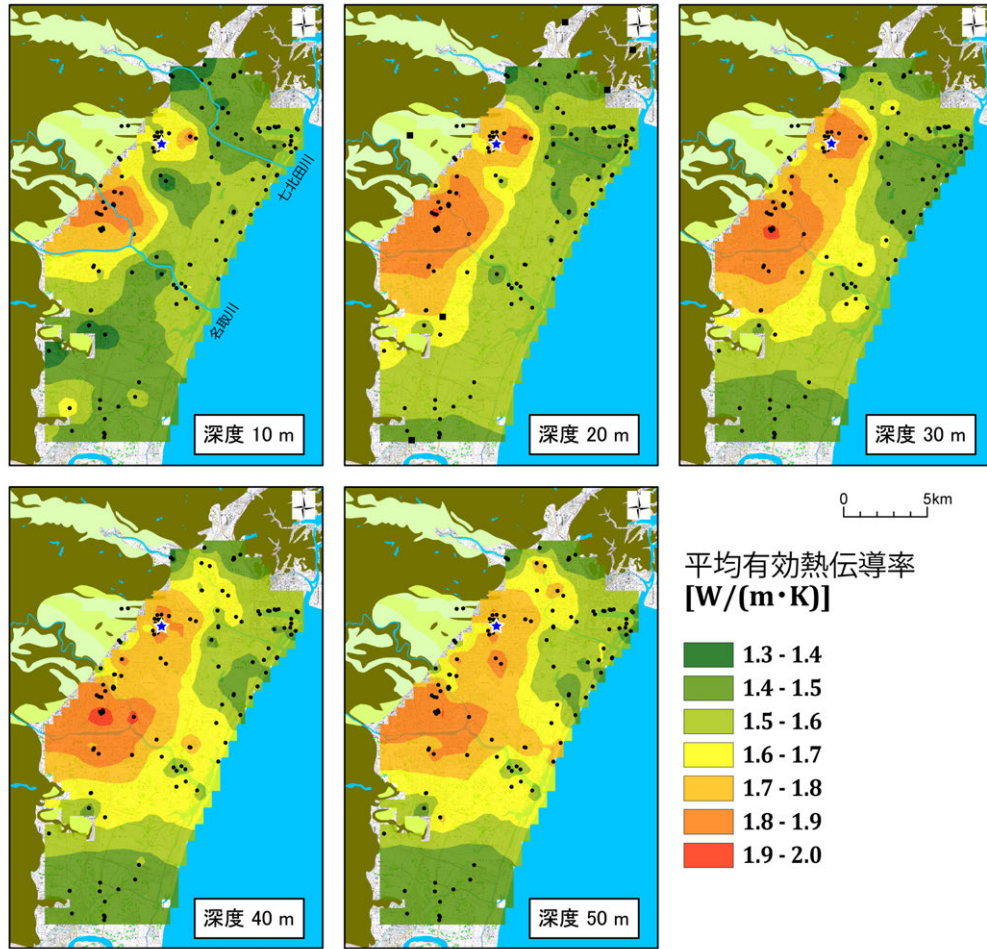 七北田川
名取川
深度 10 m
深度 20 m
深度 30 m
深度 40 m
深度 50 m
0 5km
平均有効熱伝導率
[W/(m・K)]
1.3 - 1.4
1.4 - 1.5
1.5 - 1.6
1.6 - 1.7
1.7 - 1.8
1.8 - 1.9
1.9 - 2.0